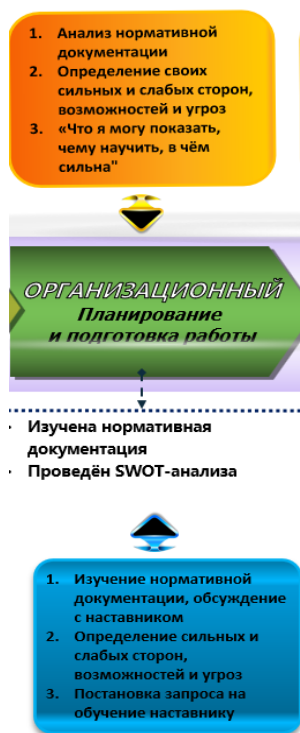 1. Анализ нормативной
документации
2. Определение своих
сильных и слабых сторон,
возможностей и угроз
3. «Что я могу показать,
чему научить, в чём
сильна"
ОРГАНИЗАЦИОННЫЙ
Планирование
и подготовка работы
· Изучена нормативная
документация
· Проведён SWOT-анализа
1. Изучение нормативной
документации, обсуждение
с наставником
2. Определение сильных и
слабых сторон,
возможностей и угроз
3. Постановка запроса на
обучение наставнику